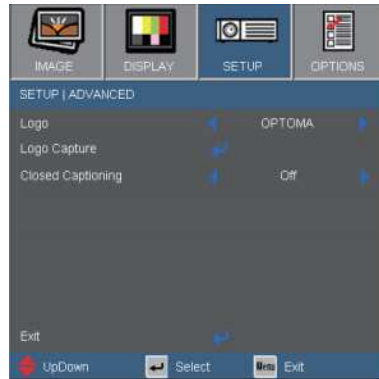 IMAGE DISPLAY SETUP OPTIONS
SETUP | ADVANCED
Logo OPTOMA
Logo Capture
Closed Captioning Off
Exit
UpDown Select Menu Exit